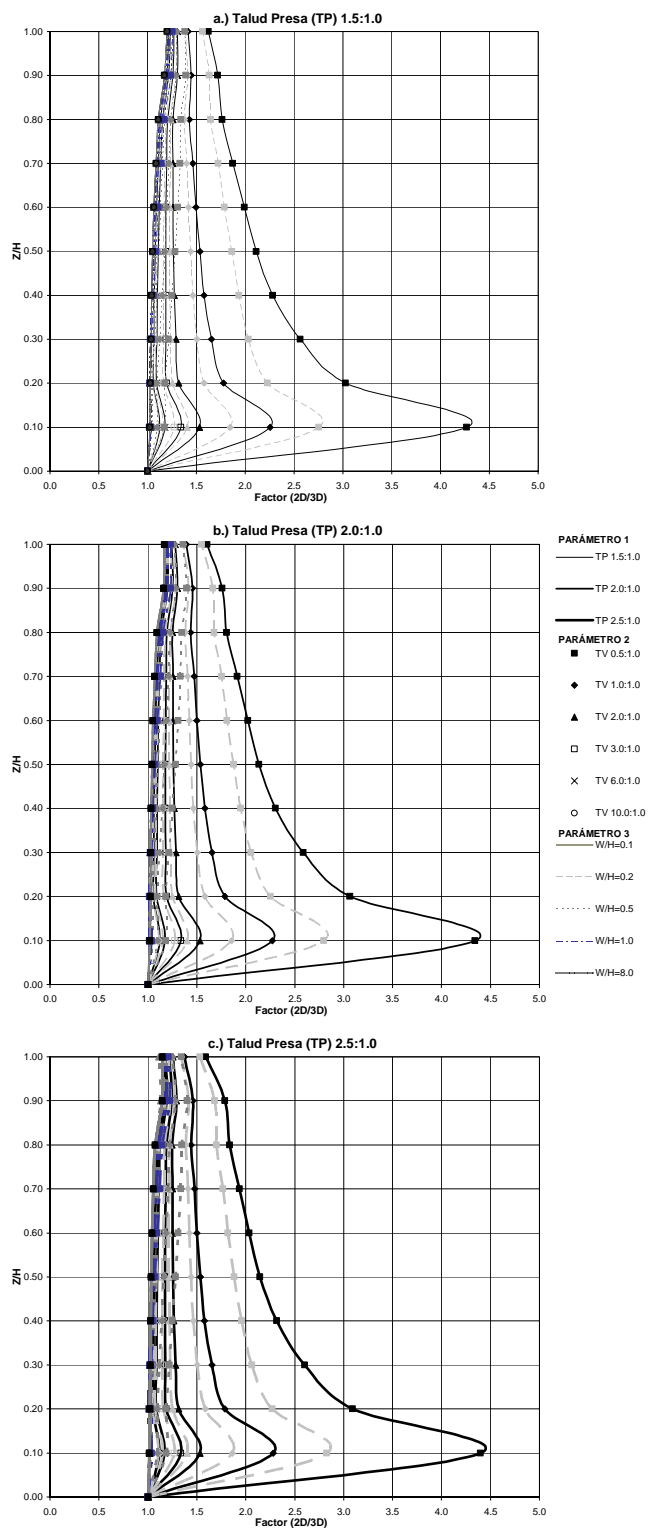 a.) Talud Presa (TP) 1.5:1.0
1.00
0.90
0.80
0.70
0.60
0.50
0.40
0.30
0.20
0.10
0.00
Z/H
0.0 0.5 1.0 1.5 2.0 2.5 3.0 3.5 4.0 4.5 5.0
Factor (2D/3D)
b.) Talud Presa (TP) 2.0:1.0
1.00
0.90
0.80
0.70
0.60
0.50
0.40
0.30
0.20
0.10
0.00
Z/H
0.0 0.5 1.0 1.5 2.0 2.5 3.0 3.5 4.0 4.5 5.0
Factor (2D/3D)
PARÁMETRO 1
TP 1.5:1.0
TP 2.0:1.0
TP 2.5:1.0
PARÁMETRO 2
TV 0.5:1.0
TV 1.0:1.0
TV 2.0:1.0
TV 3.0:1.0
TV 6.0:1.0
TV 10.0:1.0
PARÁMETRO 3
W/H=0.1
W/H=0.2
W/H=0.5
W/H=1.0
W/H=8.0
c.) Talud Presa (TP) 2.5:1.0
1.00
0.90
0.80
0.70
0.60
0.50
0.40
0.30
0.20
0.10
0.00
Z/H
0.0 0.5 1.0 1.5 2.0 2.5 3.0 3.5 4.0 4.5 5.0
Factor (2D/3D)